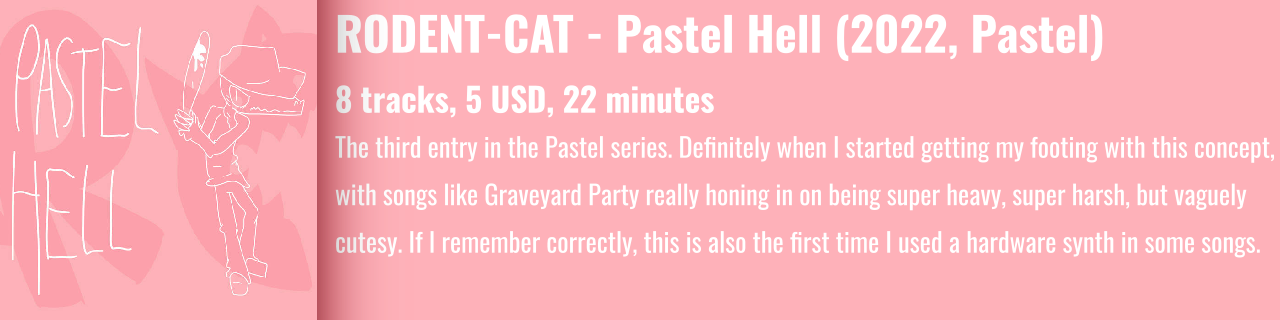 PASTEL
HELL
RODENT-CAT - Pastel Hell (2022, Pastel)
8 tracks, 5 USD, 22 minutes
The third entry in the Pastel series. Definitely when I started getting my footing with this concept,
with songs like Graveyard Party really honing in on being super heavy, super harsh, but vaguely
cutesy. If I remember correctly, this is also the first time I used a hardware synth in some songs.